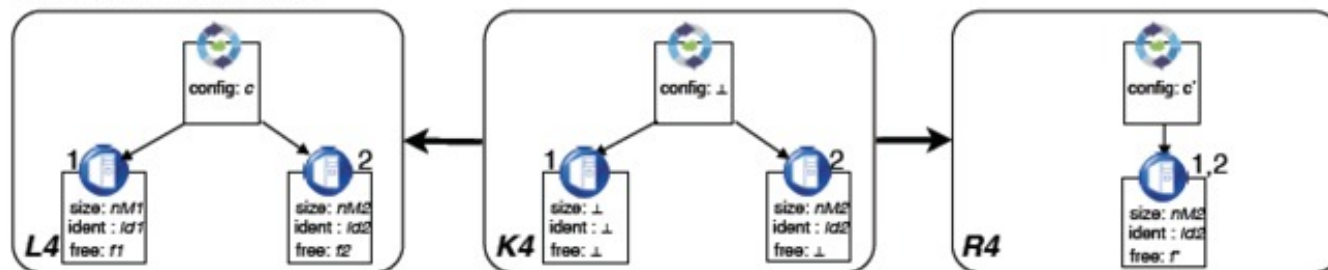 config: c
1
2
size: nM1
ident : id1
free: f1
size: nM2
ident : id2
free: f2
L4
config: ⊥
1
2
size: ⊥
ident : ⊥
free: ⊥
size: nM2
ident : id2
free: ⊥
K4
config: c'
1,2
size: nM2
ident : id2
free: f'
R4